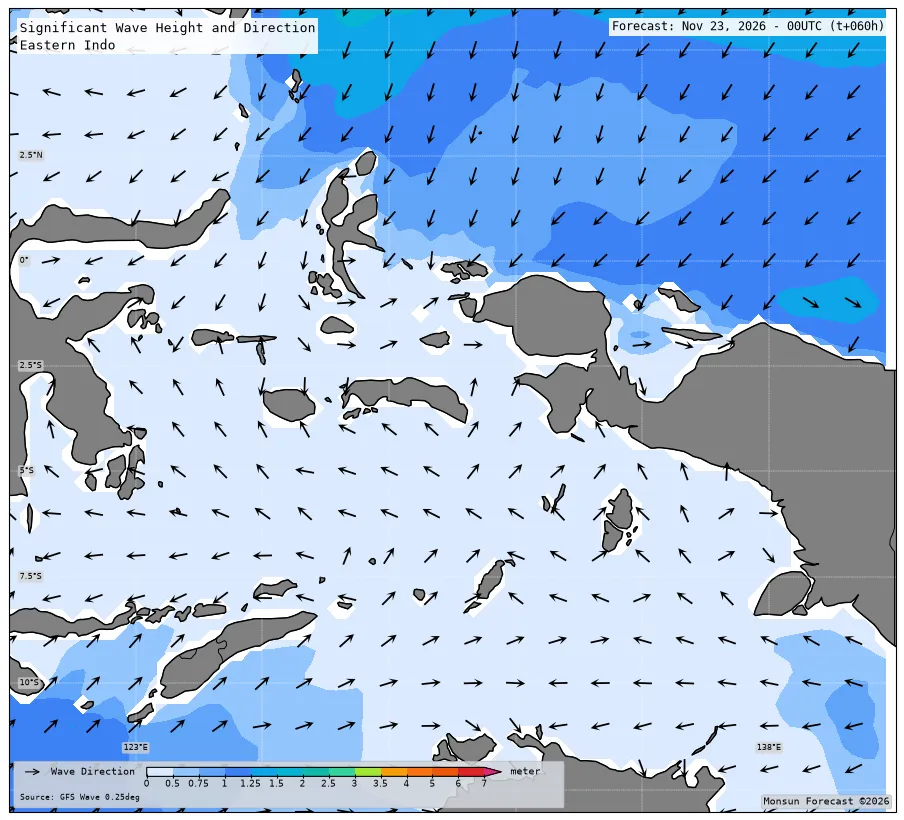 Significant Wave Height and Direction
Eastern Indo
Forecast: Nov 23, 2026 - 00UTC (t+060h)
2.5°N
0°
2.5°S
5°S
7.5°S
10°S
123°E
138°E
Wave Direction
meter
0 0.5 0.75 1 1.25 1.5 2 2.5 3 3.5 4 5 6 7
Source: GFS Wave 0.25deg
Monsun Forecast ©2026